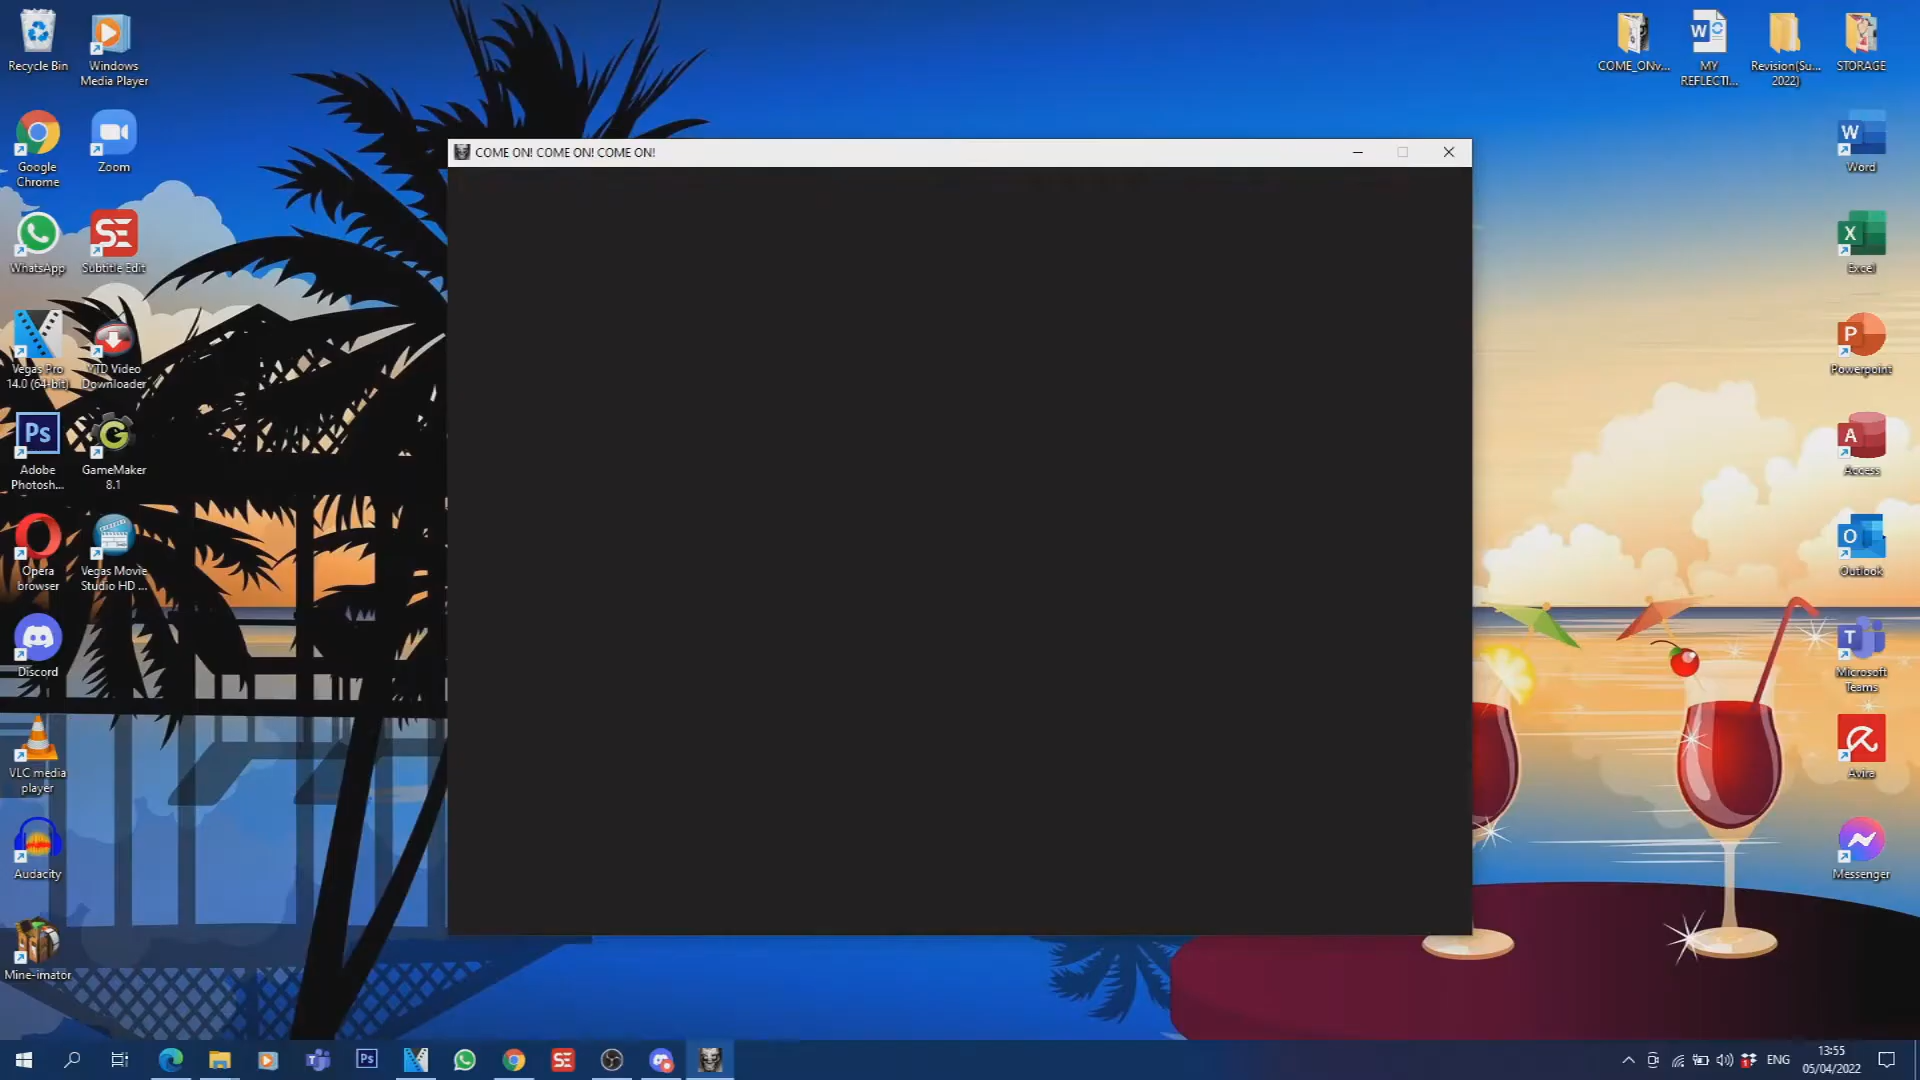 Recycle Bin
Windows
Media Player
Google
Chrome
Zoom
WhatsApp
Subtitle Edit
Vegas Pro
14.0 (64-bit)
YTD Video
Downloader
Adobe
Photosh...
GameMaker
8.1
Opera
browser
Vegas Movie
Studio HD ...
Discord
VLC media
player
Audacity
Mine-imator
COME ON! COME ON! COME ON!
COME_ONv...
MY
REFLECTI...
Revision(Su...
2022)
STORAGE
Word
Excel
Powerpoint
Access
Outlook
Microsoft
Teams
Avira
Messenger
ENG
13:55
05/04/2022